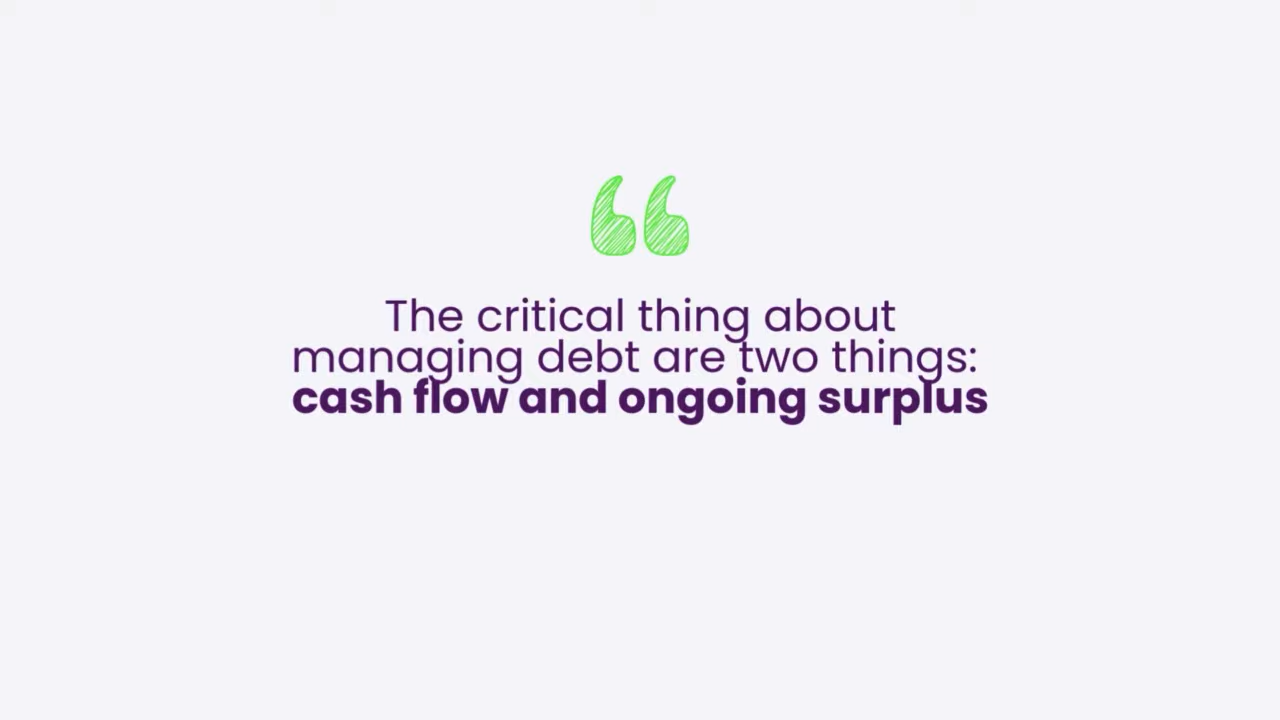 The critical thing about
managing debt are two things:
cash flow and ongoing surplus